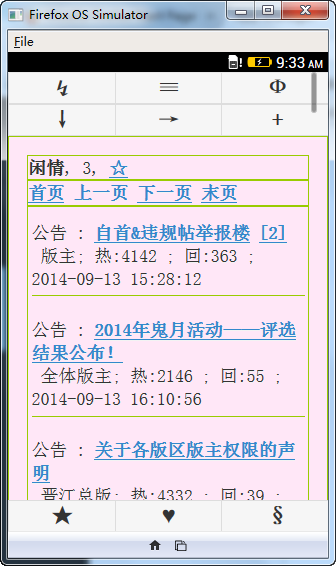 Firefox OS Simulator
File
9:33 AM
闲情, 3, ☆
首页 上一页 下一页 末页
公告 : 自首&违规帖举报楼 [2]
版主; 热:4142 ; 回:363 ;
2014-09-13 15:28:12
公告 : 2014年鬼月活动——评选
结果公布!
全体版主; 热:2146 ; 回:55 ;
2014-09-13 16:10:56
公告 : 关于各版区版主权限的声
明
晋江总版; 热:4332 ; 回:39 ;